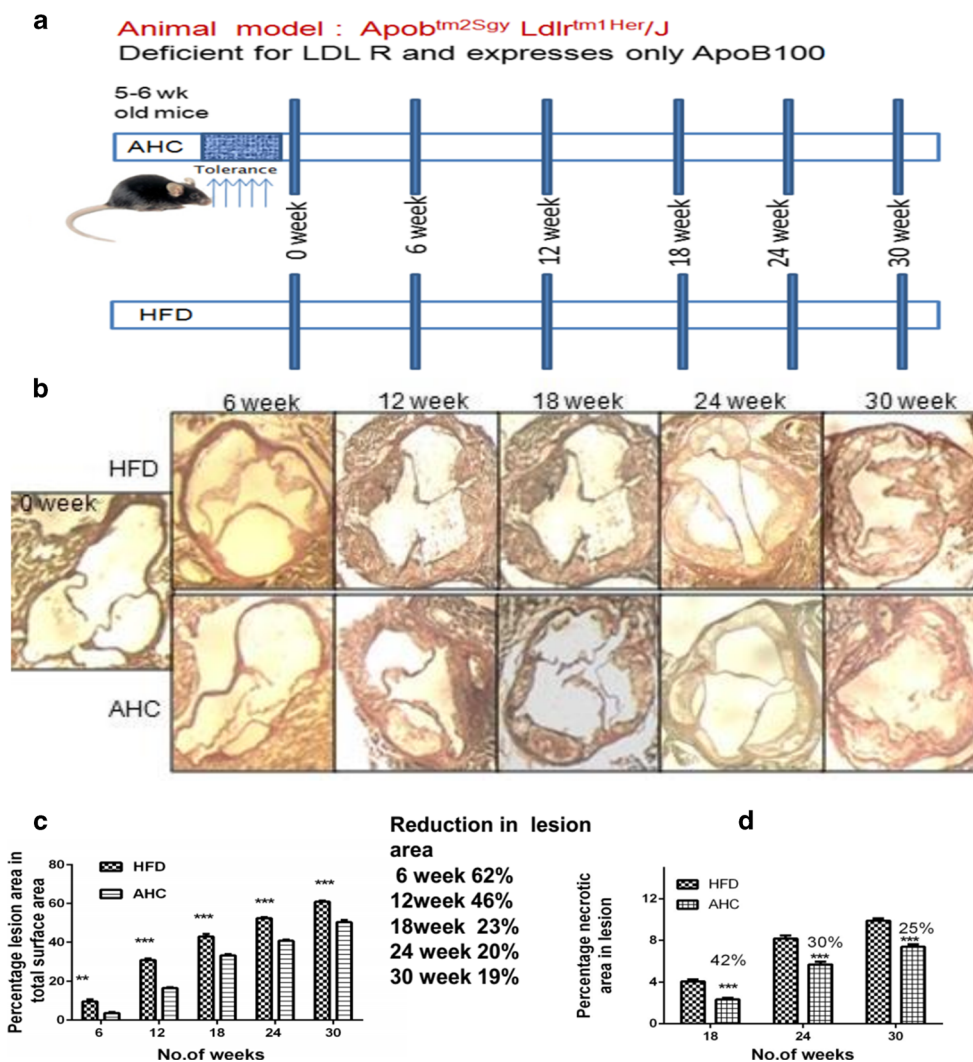 a
Animal model : Apob^tm2Sgy Ldlr^tm1Her/J
Deficient for LDL R and expresses only ApoB100
5-6 wk
old mice
AHC
Tolerance
0 week
6 week
12 week
18 week
24 week
30 week
HFD
b
6 week
12 week
18 week
24 week
30 week
HFD
0 week
AHC
c
Percentage lesion area in
total surface area
80
60
40
20
0
HFD
AHC
**
***
***
***
***
6
12
18
24
30
No.of weeks
Reduction in lesion
area
6 week 62%
12week 46%
18week 23%
24 week 20%
30 week 19%
d
Percentage necrotic
area in lesion
12
8
4
0
HFD
AHC
42%
***
30%
***
25%
***
18
24
30
No.of weeks